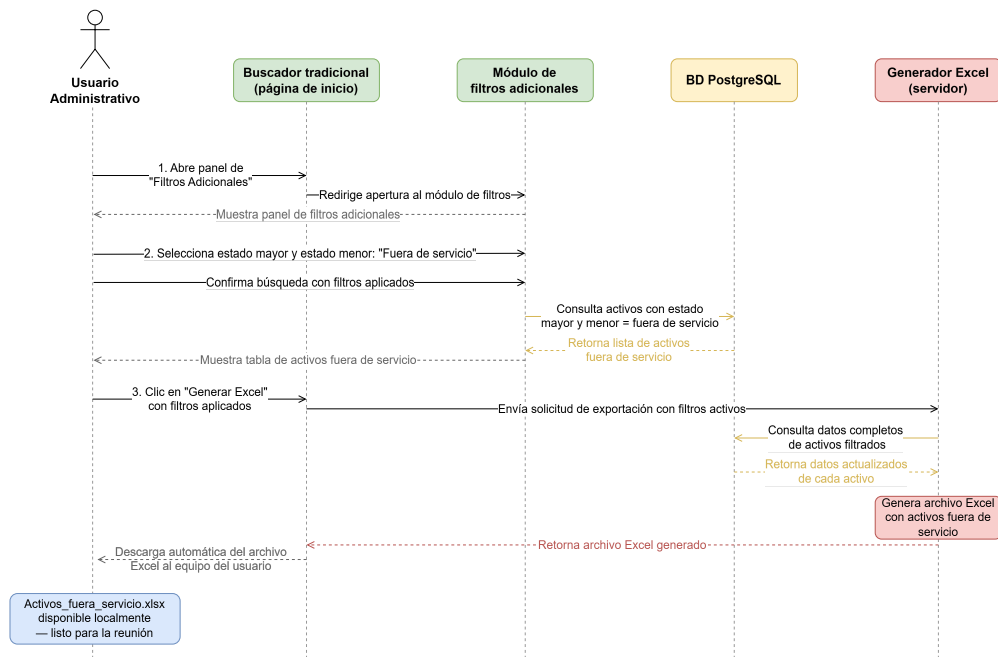 Usuario
Administrativo
Buscador tradicional
(página de inicio)
Módulo de
filtros adicionales
BD PostgreSQL
Generador Excel
(servidor)
1. Abre panel de
"Filtros Adicionales"
Redirige apertura al módulo de filtros
Muestra panel de filtros adicionales
2. Selecciona estado mayor y estado menor: "Fuera de servicio"
Confirma búsqueda con filtros aplicados
Consulta activos con estado
mayor y menor = fuera de servicio
Retorna lista de activos
fuera de servicio
Muestra tabla de activos fuera de servicio
3. Clic en "Generar Excel"
con filtros aplicados
Envía solicitud de exportación con filtros activos
Consulta datos completos
de activos filtrados
Retorna datos actualizados
de cada activo
Genera archivo Excel
con activos fuera de
servicio
Retorna archivo Excel generado
Descarga automática del archivo
Excel al equipo del usuario
Activos_fuera_servicio.xlsx
disponible localmente
— listo para la reunión